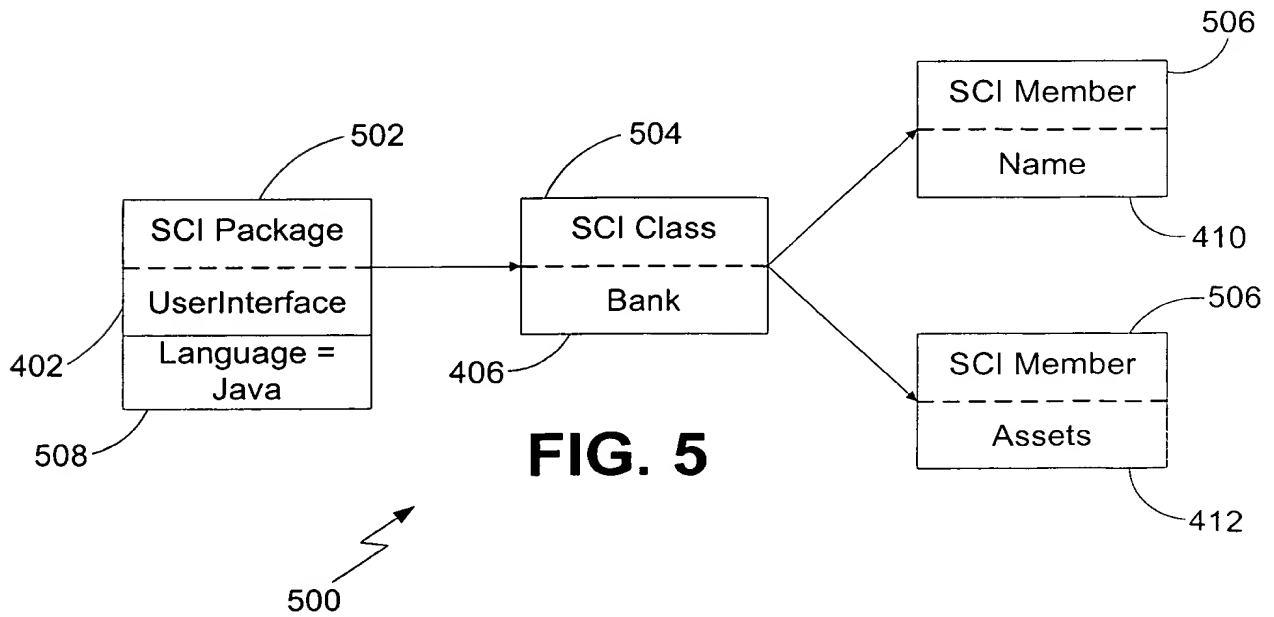 506
SCI Member
Name
410
502
504
SCI Package
UserInterface
Language =
Java
402
508
SCI Class
Bank
406
506
SCI Member
Assets
412
FIG. 5
500